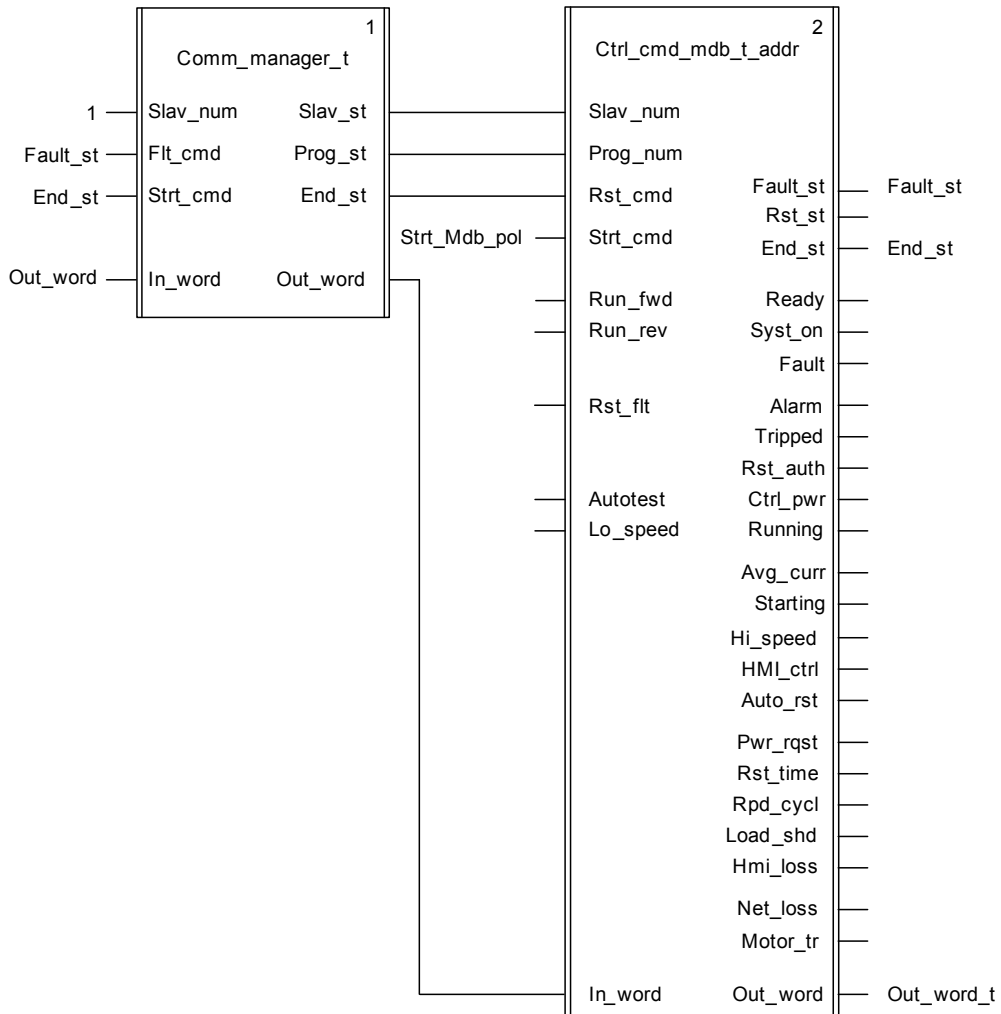 1
Comm_manager_t
1 Slav_num Slav_st
Fault_st Flt_cmd Prog_st
End_st Strt_cmd End_st
Out_word In_word Out_word
2
Ctrl_cmd_mdb_t_addr
Slav_num
Prog_num
Rst_cmd Fault_st Fault_st
Rst_st
Strt_Mdb_pol Strt_cmd End_st End_st
Run_fwd Ready
Run_rev Syst_on
Fault
Rst_flt Alarm
Tripped
Rst_auth
Autotest Ctrl_pwr
Lo_speed Running
Avg_curr
Starting
Hi_speed
HMI_ctrl
Auto_rst
Pwr_rqst
Rst_time
Rpd_cycl
Load_shd
Hmi_loss
Net_loss
Motor_tr
In_word Out_word Out_word_t